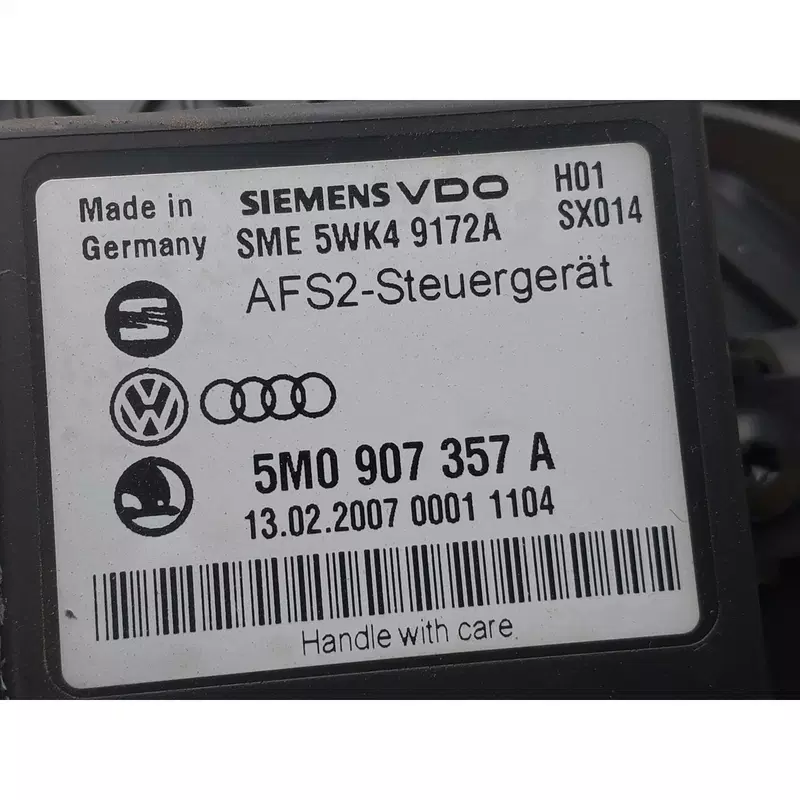 Made in
Germany
SIEMENS VDO
SME 5WK4 9172A
H01
SX014
AFS2-Steuergerät
5M0 907 357 A
13.02.2007 0001 1104
Handle with care.